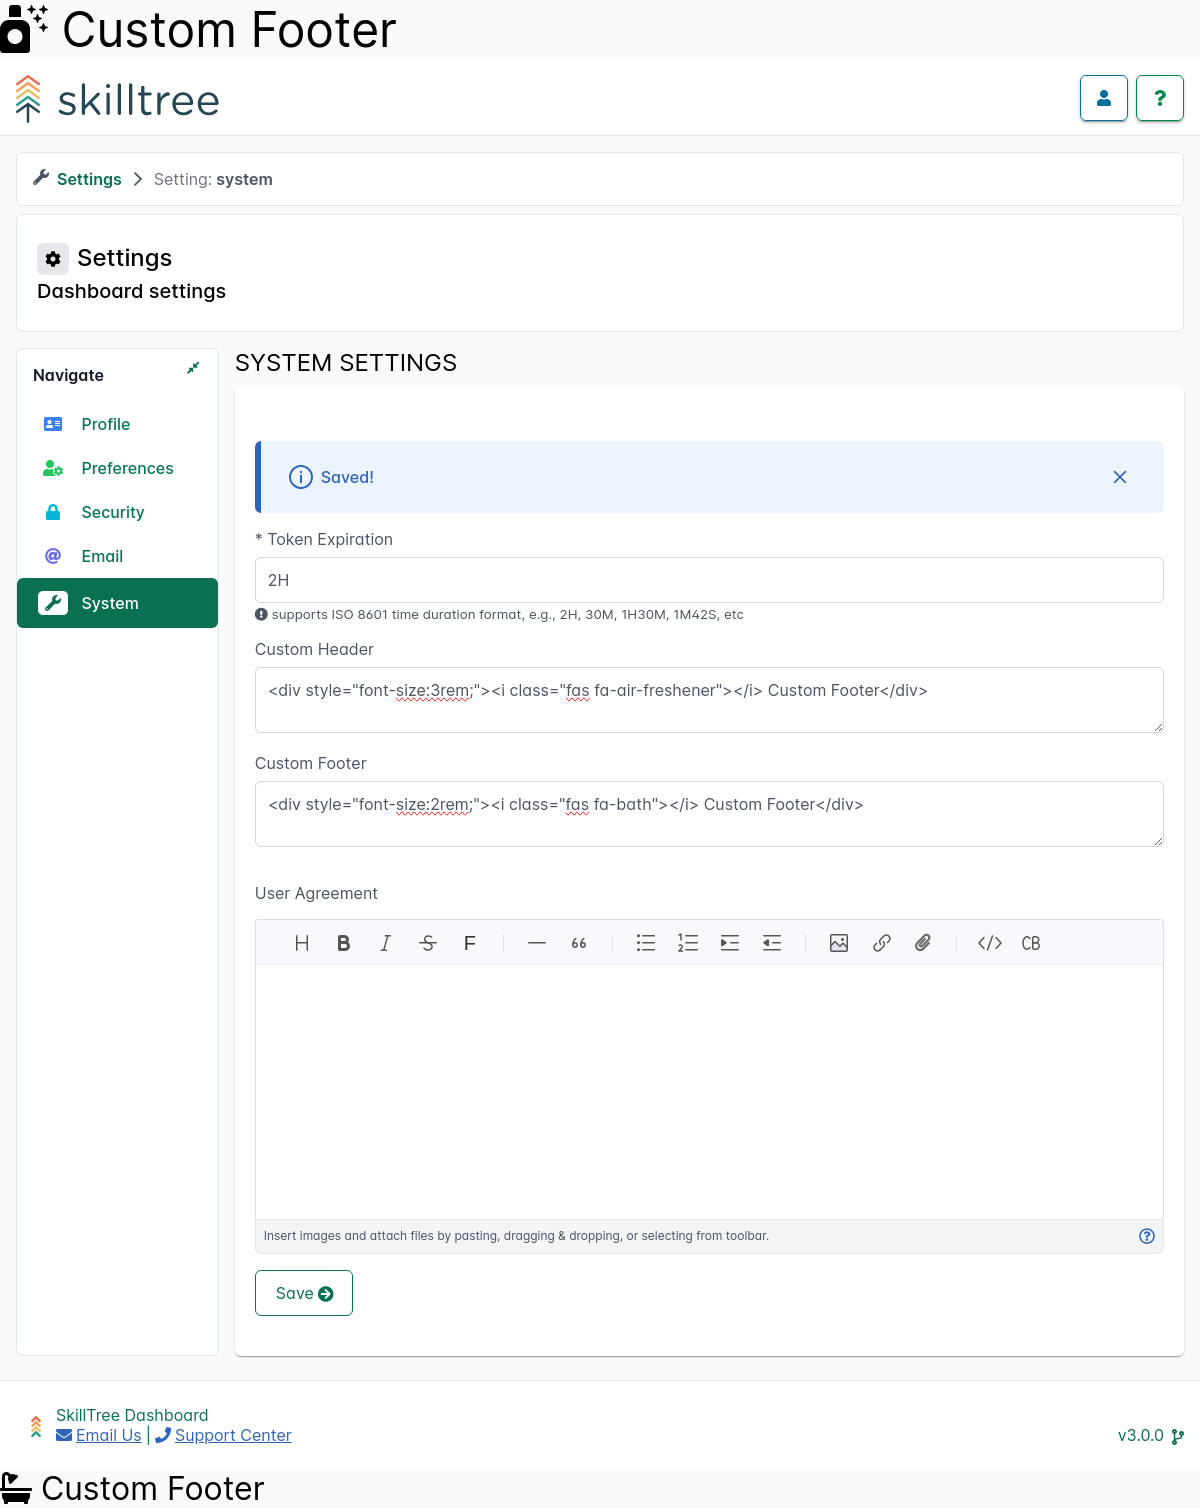 Custom Footer
skilltree
Settings > Setting: system
Settings
Dashboard settings
Navigate
Profile
Preferences
Security
Email
System
SYSTEM SETTINGS
Saved!
* Token Expiration
2H
supports ISO 8601 time duration format, e.g., 2H, 30M, 1H30M, 1M42S, etc
Custom Header
<div style="font-size:3rem;"><i class="fas fa-air-freshener"></i> Custom Footer</div>
Custom Footer
<div style="font-size:2rem;"><i class="fas fa-bath"></i> Custom Footer</div>
User Agreement
H B I S F — 66 </> CB
Insert images and attach files by pasting, dragging & dropping, or selecting from toolbar.
Save
SkillTree Dashboard
Email Us | Support Center
v3.0.0
Custom Footer